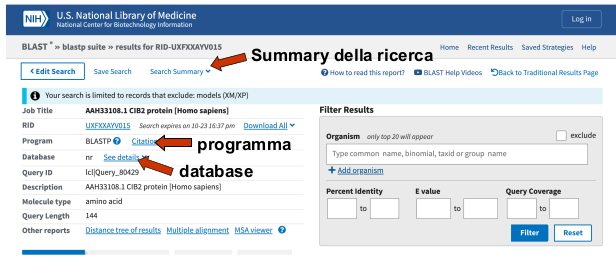 NIH U.S. National Library of Medicine
National Center for Biotechnology Information
Log in
BLAST ® » blastp suite » results for RID-UXFXXAYV015
Home Recent Results Saved Strategies Help
Summary della ricerca
< Edit Search Save Search Search Summary
How to read this report? BLAST Help Videos Back to Traditional Results Page
Your search is limited to records that exclude: models (XM/XP)
Job Title AAH33108.1 CIB2 protein [Homo sapiens]
RID UXFXXAYV015 Search expires on 10-23 16:37 pm Download All
Program BLASTP ? Citation
programma
Database nr See details
database
Query ID lcl|Query_80429
Description AAH33108.1 CIB2 protein [Homo sapiens]
Molecule type amino acid
Query Length 144
Other reports Distance tree of results Multiple alignment MSA viewer ?
Filter Results
Organism only top 20 will appear exclude
Type common name, binomial, taxid or group name
+ Add organism
Percent Identity E value Query Coverage
to to to
Filter Reset